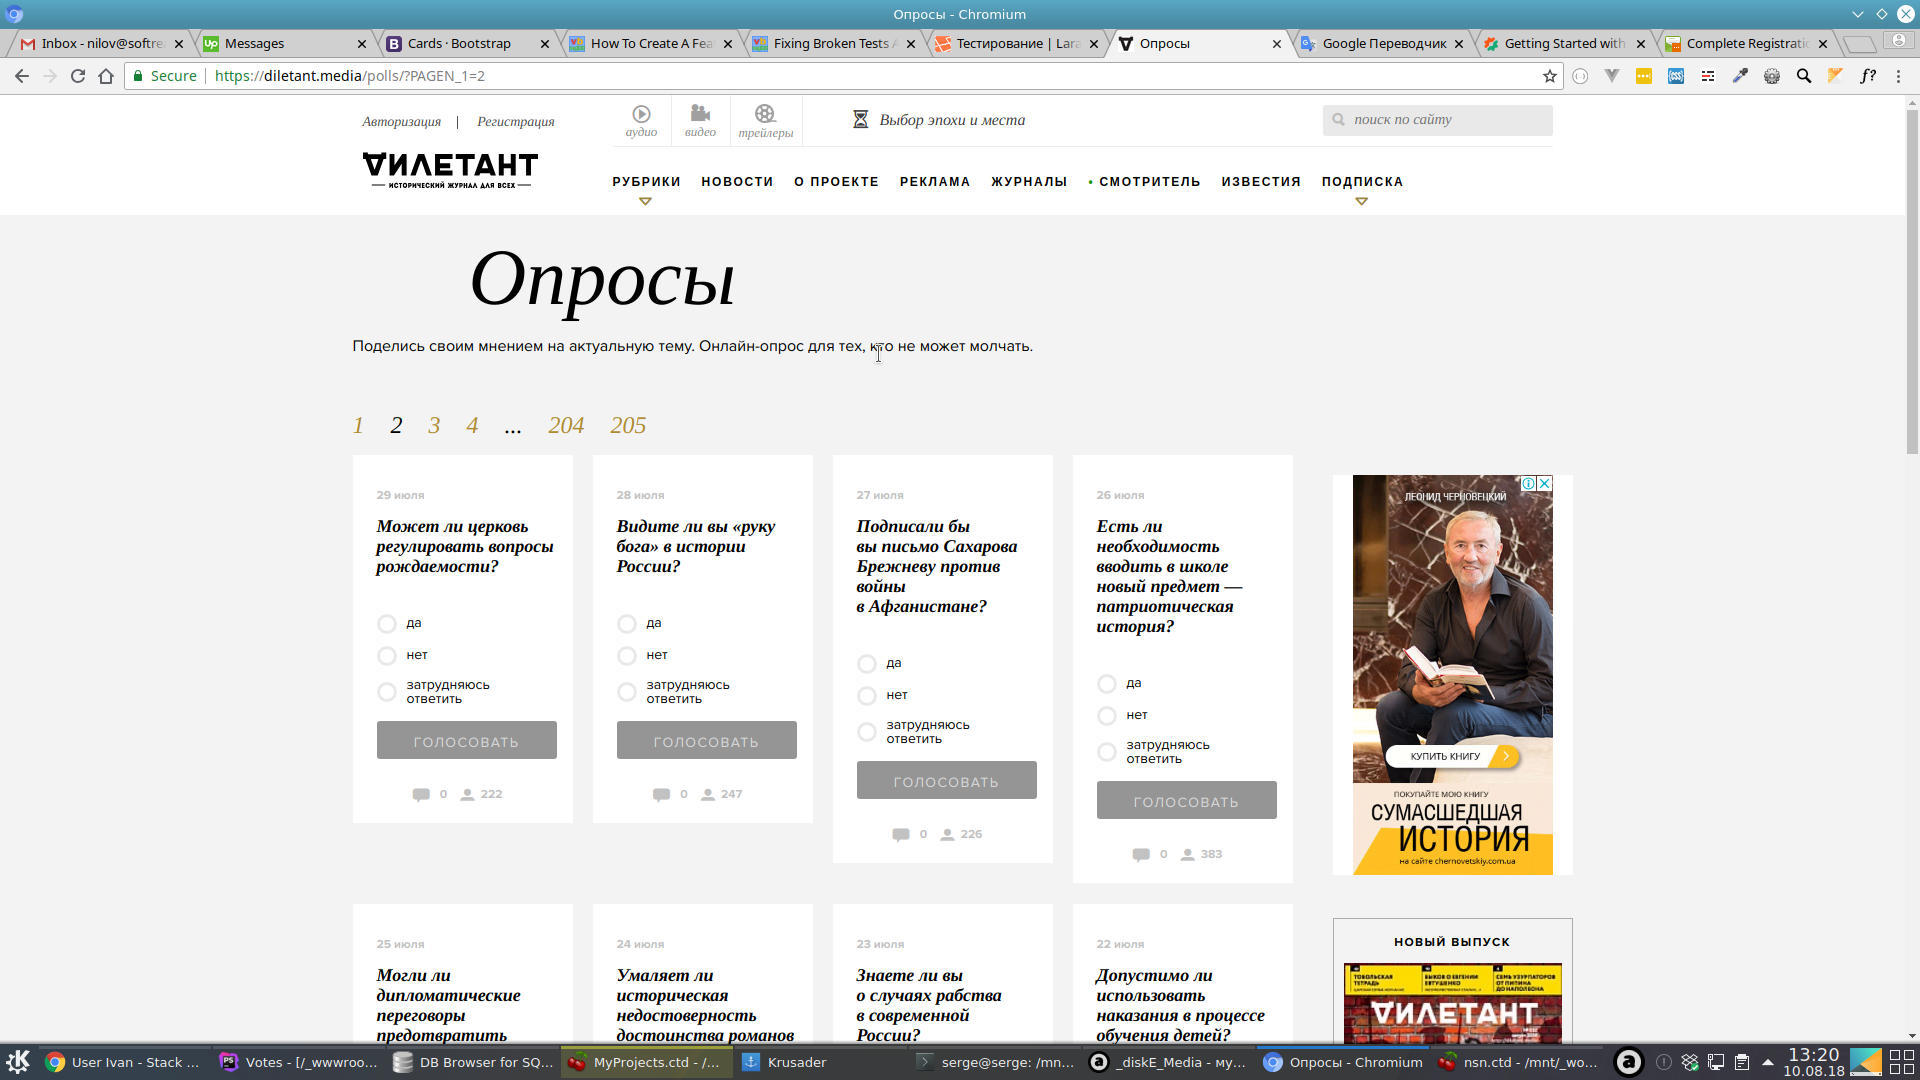 Опросы - Chromium
Inbox - nilov@softre
Messages
Cards · Bootstrap
How To Create A Fea
Fixing Broken Tests A
Тестирование | Lara
Опросы
Google Переводчик
Getting Started with
Complete Registratio
Secure
https://diletant.media/polls/?PAGEN_1=2
Авторизация | Регистрация
аудио
видео
трейлеры
Выбор эпохи и места
поиск по сайту
ДИЛЕТАНТ
ИСТОРИЧЕСКИЙ ЖУРНАЛ ДЛЯ ВСЕХ
РУБРИКИ НОВОСТИ О ПРОЕКТЕ РЕКЛАМА ЖУРНАЛЫ • СМОТРИТЕЛЬ ИЗВЕСТИЯ ПОДПИСКА
Опросы
Поделись своим мнением на актуальную тему. Онлайн-опрос для тех, кто не может молчать.
1 2 3 4 ... 204 205
29 июля
Может ли церковь
регулировать вопросы
рождаемости?
да
нет
затрудняюсь
ответить
ГОЛОСОВАТЬ
0 222
28 июля
Видите ли вы «руку
бога» в истории
России?
да
нет
затрудняюсь
ответить
ГОЛОСОВАТЬ
0 247
27 июля
Подписали бы
вы письмо Сахарова
Брежневу против
войны
в Афганистане?
да
нет
затрудняюсь
ответить
ГОЛОСОВАТЬ
0 226
26 июля
Есть ли
необходимость
вводить в школе
новый предмет —
патриотическая
история?
да
нет
затрудняюсь
ответить
ГОЛОСОВАТЬ
0 383
ЛЕОНИД ЧЕРНОВЕЦКИЙ
КУПИТЬ КНИГУ
ПОКУПАЙТЕ МОЮ КНИГУ
СУМАСШЕДШАЯ
ИСТОРИЯ
на сайте chernovetskiy.com.ua
25 июля
Могли ли
дипломатические
переговоры
предотвратить
24 июля
Умаляет ли
историческая
недостоверность
достоинства романов
23 июля
Знаете ли вы
о случаях рабства
в современной
России?
22 июля
Допустимо ли
использовать
наказания в процессе
обучения детей?
НОВЫЙ ВЫПУСК
ТОБОЛЬСКАЯ
ТЕТРАДЬ
БЫКОВ О ЕВГЕНИИ
ЕВТУШЕНКО
СЕМЬ УЗУРПАТОРОВ
ОТ ПИПИНА
ДО НАПОЛЕОНА
ДИЛЕТАНТ
User Ivan - Stack ...
Votes - [/_wwwroo...
DB Browser for SQ...
MyProjects.ctd - /...
Krusader
serge@serge: /mn...
_diskE_Media - му...
Опросы - Chromium
nsn.ctd - /mnt/_wo...
13:20
10.08.18